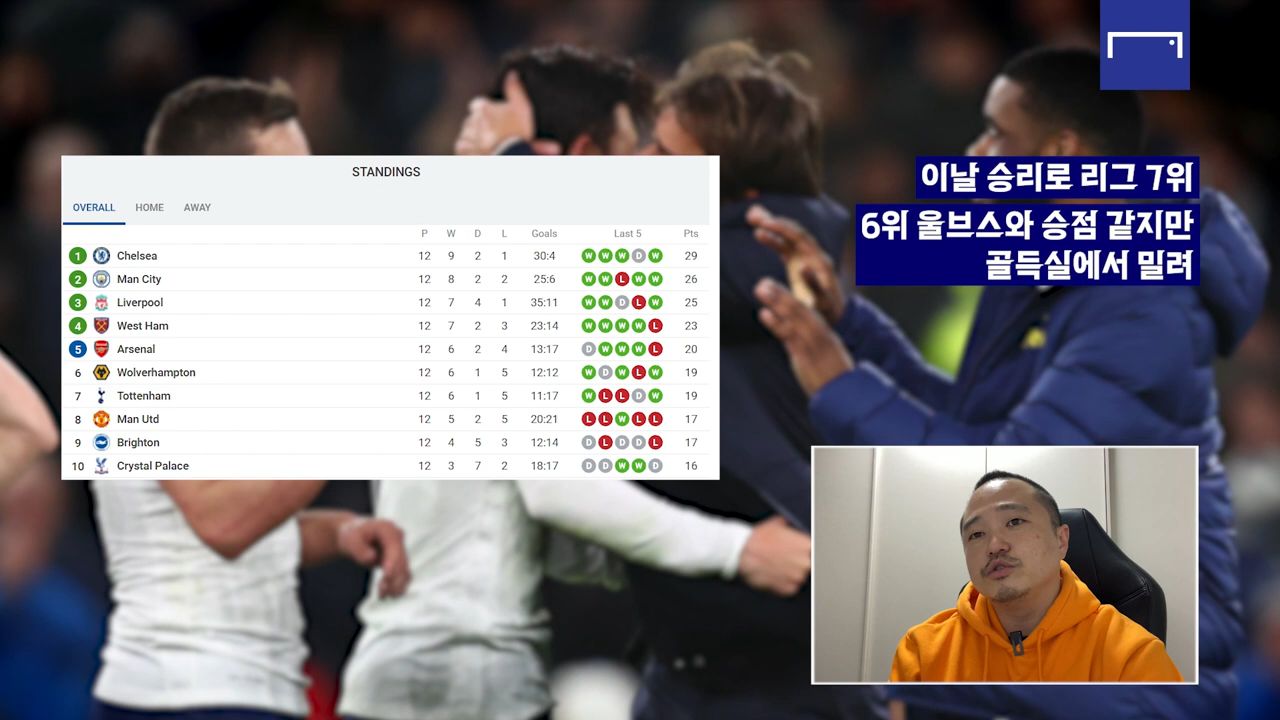 STANDINGS
OVERALL HOME AWAY
P W D L Goals Last 5 Pts
1 Chelsea 12 9 2 1 30:4 W W W D W 29
2 Man City 12 8 2 2 25:6 W W L W W 26
3 Liverpool 12 7 4 1 35:11 W W D L W 25
4 West Ham 12 7 2 3 23:14 W W W W L 23
5 Arsenal 12 6 2 4 13:17 D W W W L 20
6 Wolverhampton 12 6 1 5 12:12 W D W L W 19
7 Tottenham 12 6 1 5 11:17 W L L D W 19
8 Man Utd 12 5 2 5 20:21 L L W L L 17
9 Brighton 12 4 5 3 12:14 D L D D L 17
10 Crystal Palace 12 3 7 2 18:17 D D W W D 16
이날 승리로 리그 7위
6위 울브스와 승점 같지만
골득실에서 밀려